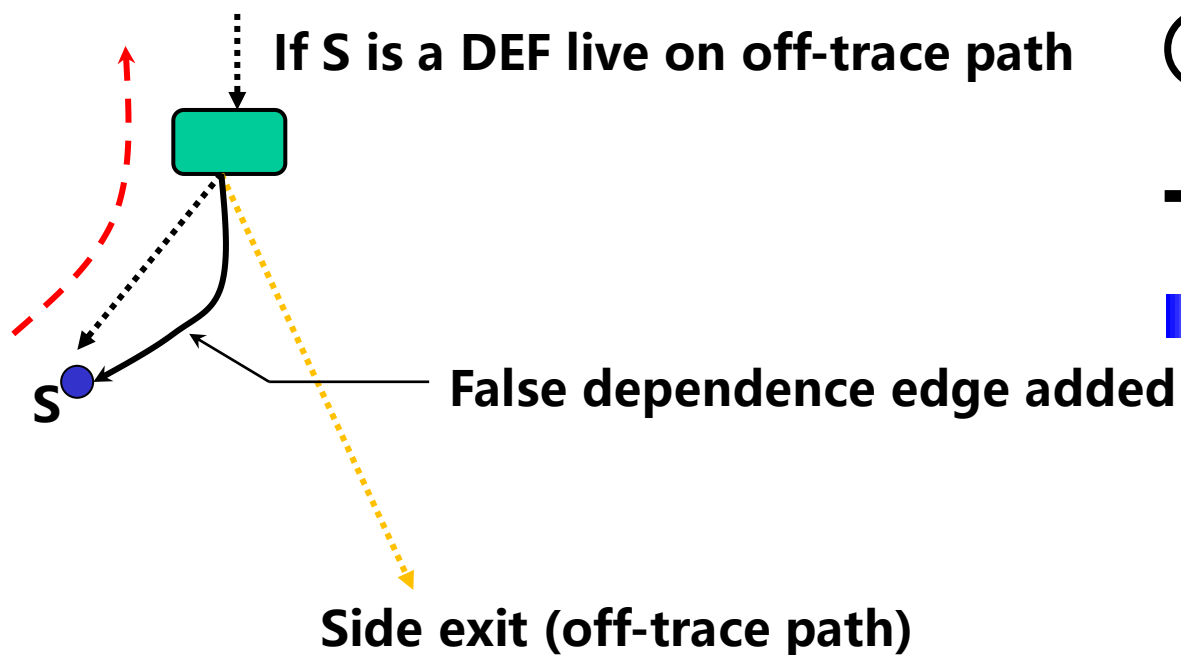 If S is a DEF live on off-trace path
S
False dependence edge added
Side exit (off-trace path)